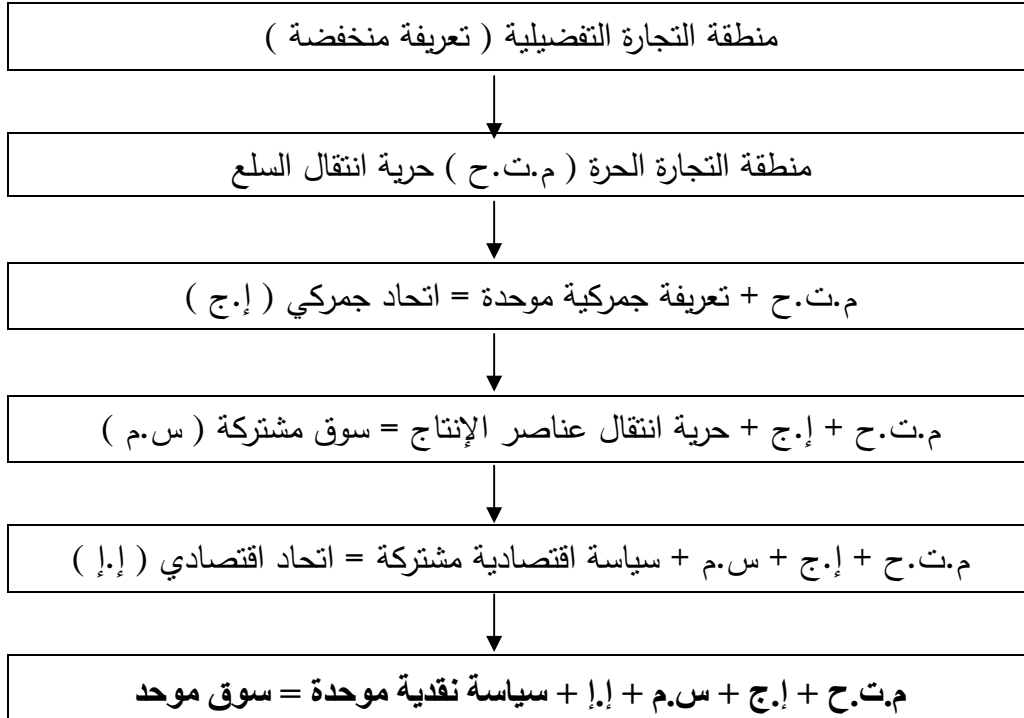 منطقة التجارة التفضيلية ( تعريفة منخفضة )
منطقة التجارة الحرة ( م.ت.ح ) حرية انتقال السلع
م.ت.ح + تعريفة جمركية موحدة = اتحاد جمركي ( إ.ج )
م.ت.ح + إ.ج + حرية انتقال عناصر الإنتاج = سوق مشتركة ( س.م )
م.ت.ح + إ.ج + س.م + سياسة اقتصادية مشتركة = اتحاد اقتصادي ( إ.إ )
م.ت.ح + إ.ج + س.م + إ.إ + سياسة نقدية موحدة = سوق موحد